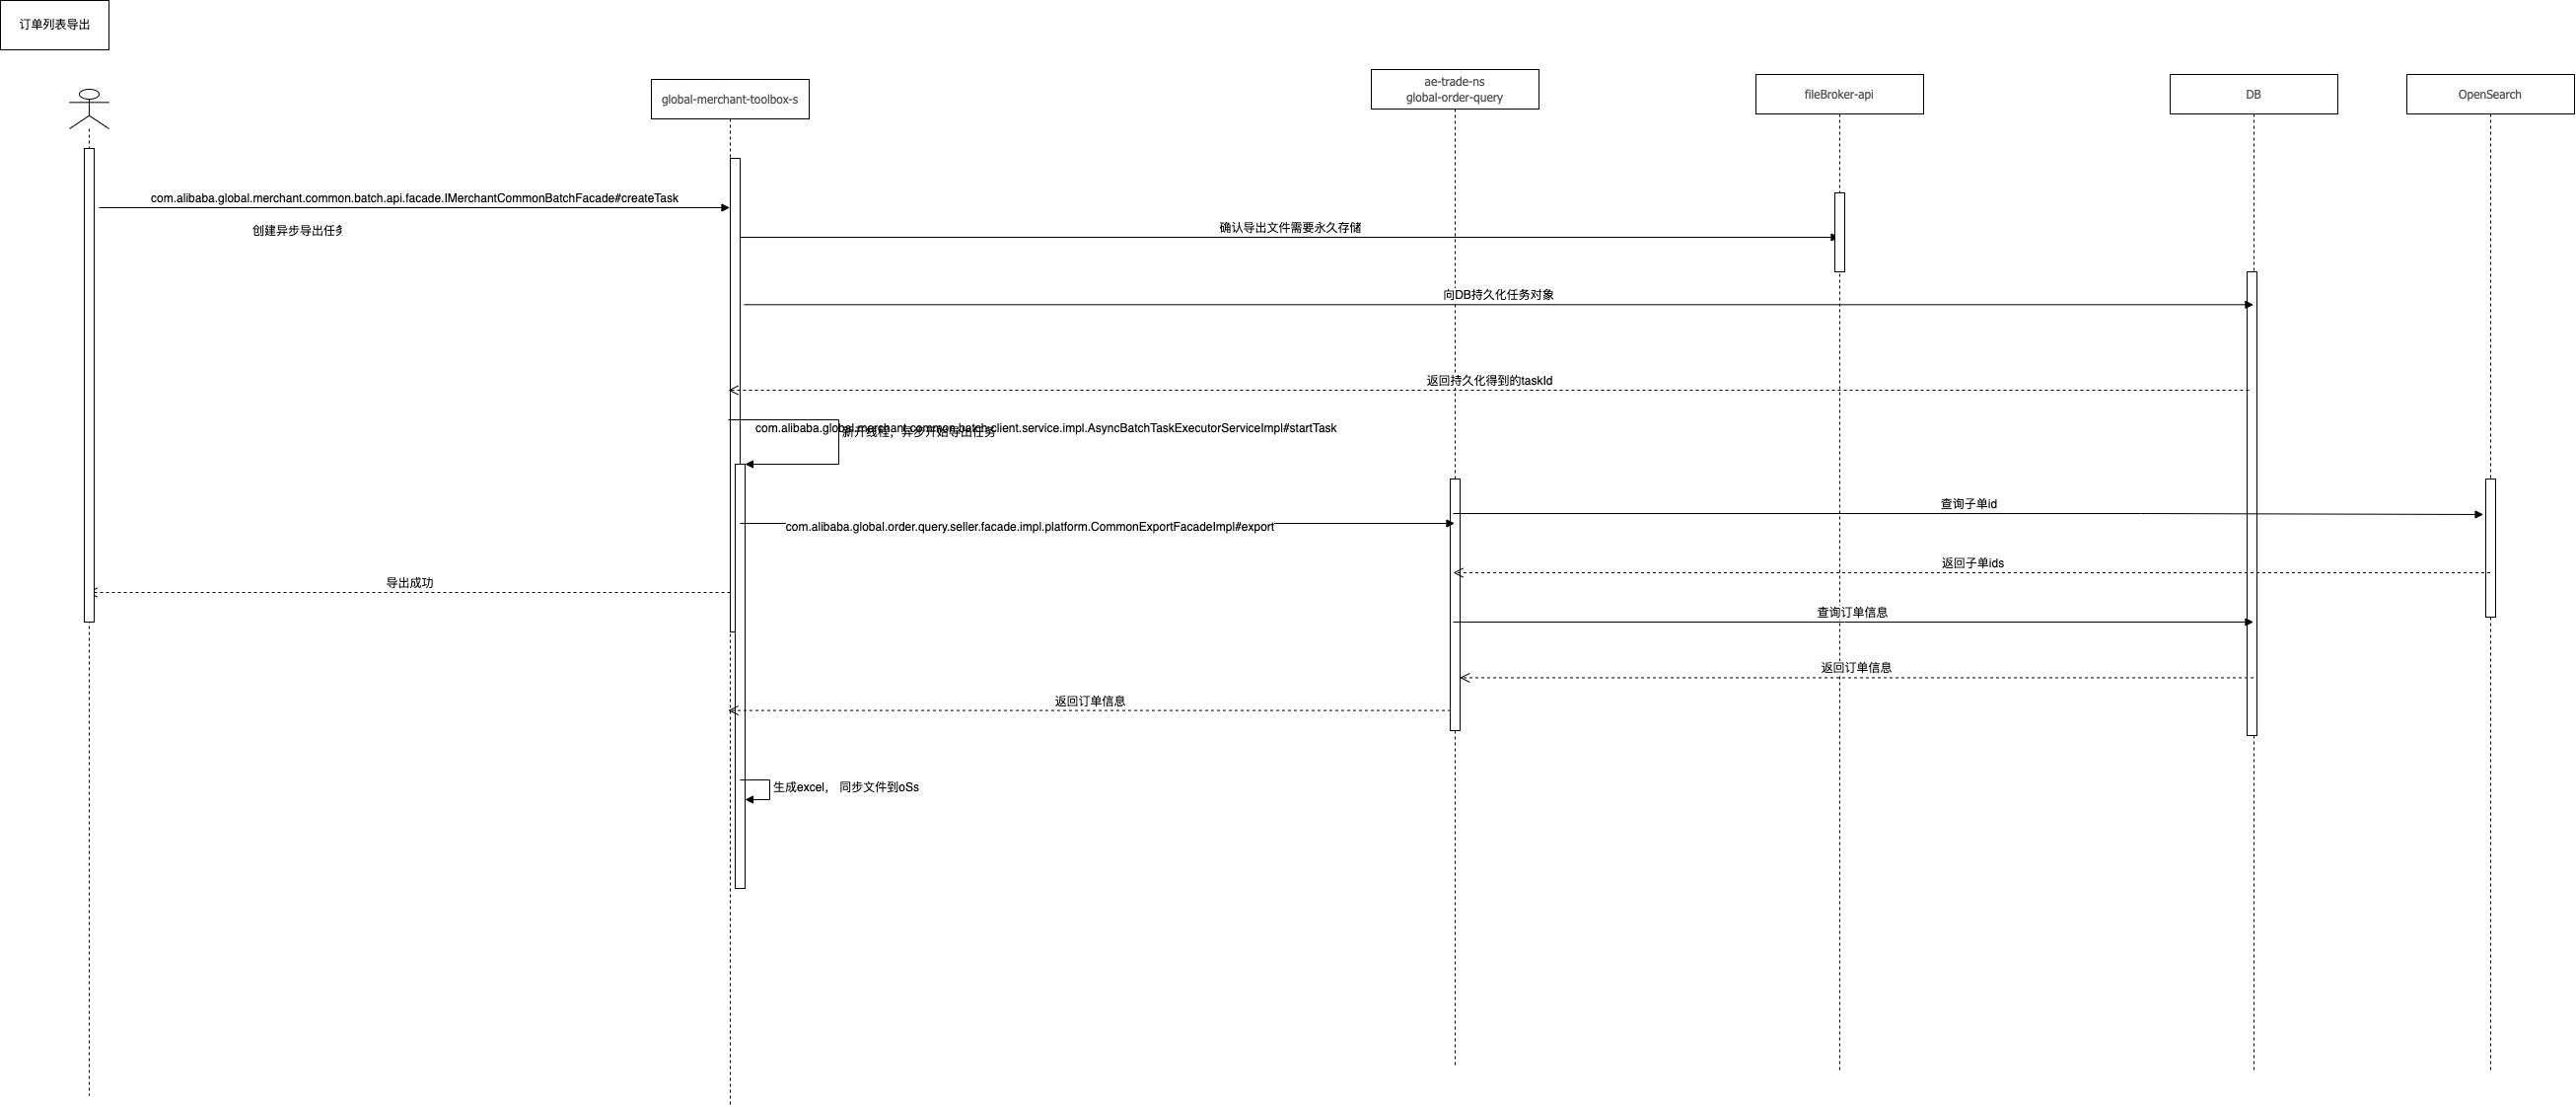 订单列表导出
global-merchant-toolbox-s
ae-trade-ns
global-order-query
fileBroker-api
DB
OpenSearch
com.alibaba.global.merchant.common.batch.api.facade.IMerchantCommonBatchFacade#createTask
创建异步导出任务
确认导出文件需要永久存储
向DB持久化任务对象
返回持久化得到的taskId
com.alibaba.global.merchant.common.batch.client.service.impl.AsyncBatchTaskExecutorServiceImpl#startTask
新开线程，异步开始导出任务
查询子单id
com.alibaba.global.order.query.seller.facade.impl.platform.CommonExportFacadeImpl#export
返回子单ids
导出成功
查询订单信息
返回订单信息
返回订单信息
生成excel， 同步文件到oSs